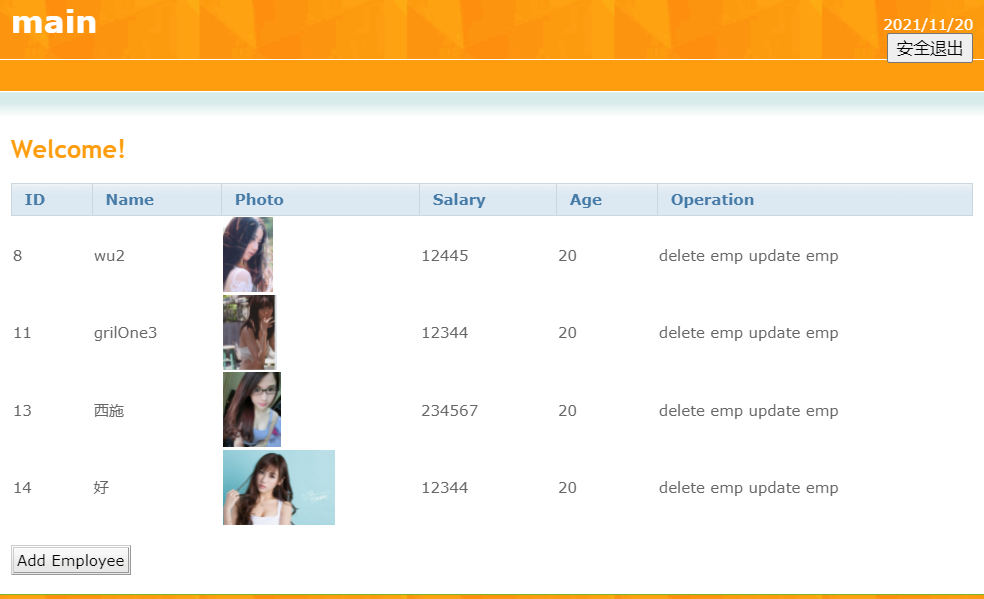 main
2021/11/20
安全退出
Welcome!
ID Name Photo Salary Age Operation
8 wu2 12445 20 delete emp update emp
11 grilOne3 12344 20 delete emp update emp
13 西施 234567 20 delete emp update emp
14 好 12344 20 delete emp update emp
Add Employee